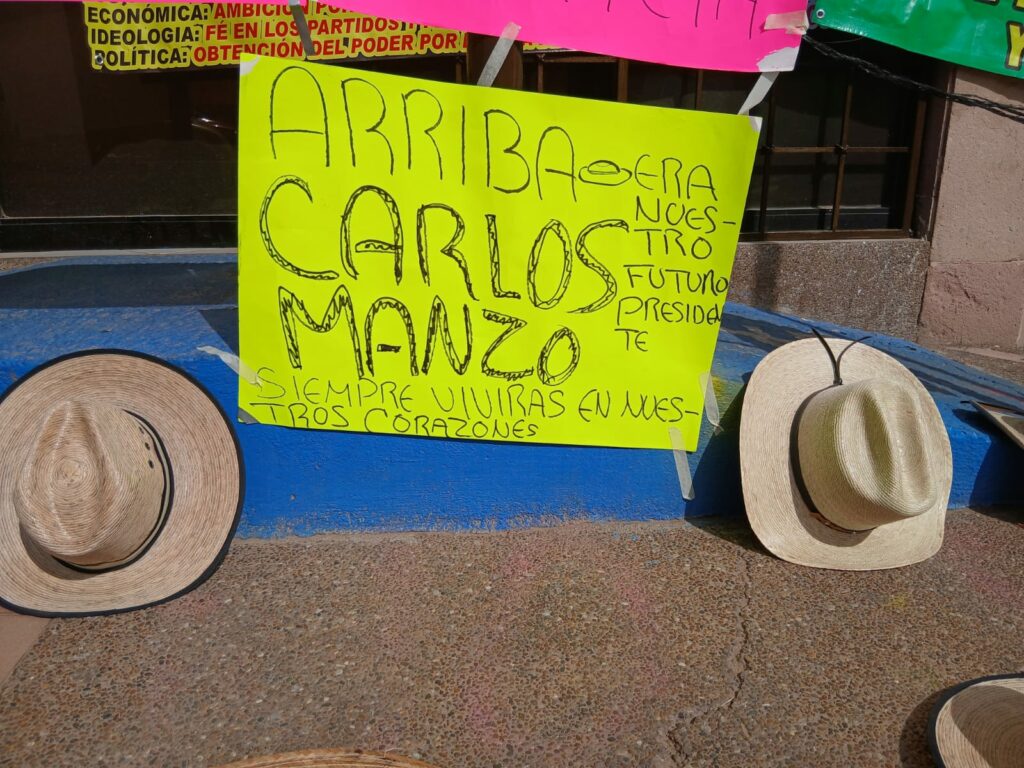 ECONÓMICA: AMBICIÓN POR
IDEOLOGIA: FÉ EN LOS PARTIDOS
POLÍTICA: OBTENCIÓN DEL PODER POR
ARRIBA
CARLOS
MANZO
ERA
NUES-
TRO
FUTURO
PRESIDEN
TE
SIEMPRE VIVIRAS EN NUES-
TROS CORAZONES